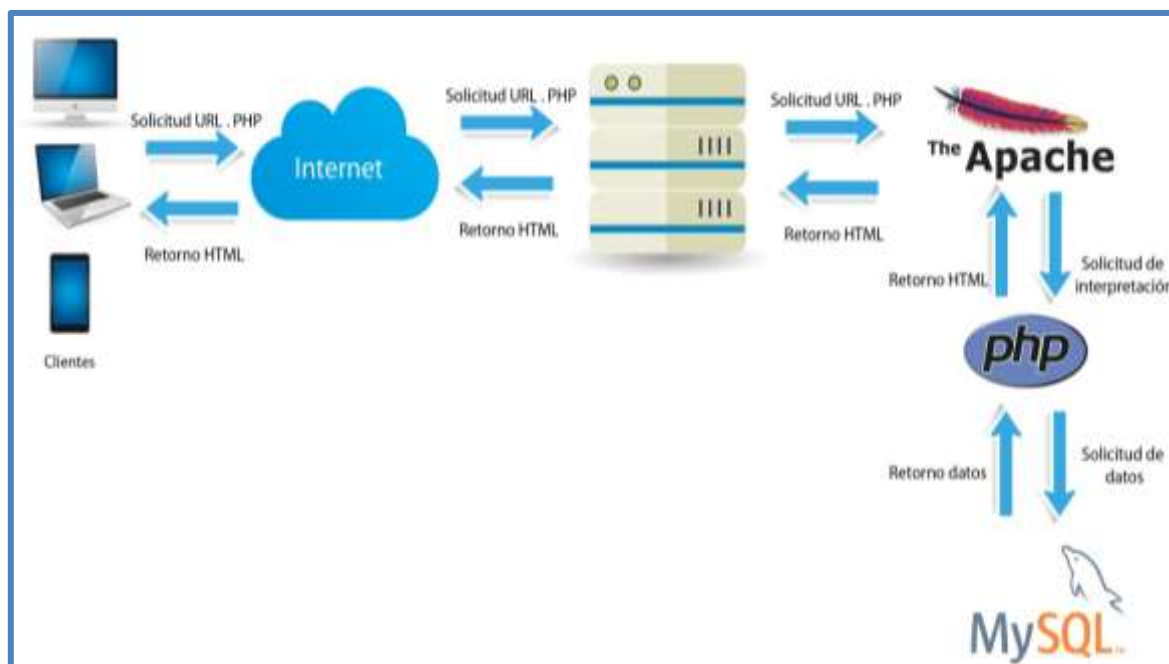 Solicitud URL . PHP
Internet
Retorno HTML
Clientes
Solicitud URL . PHP
Retorno HTML
Solicitud URL . PHP
Retorno HTML
The Apache
Retorno HTML
Solicitud de
interpretación
php
Retorno datos
Solicitud de
datos
MySQL